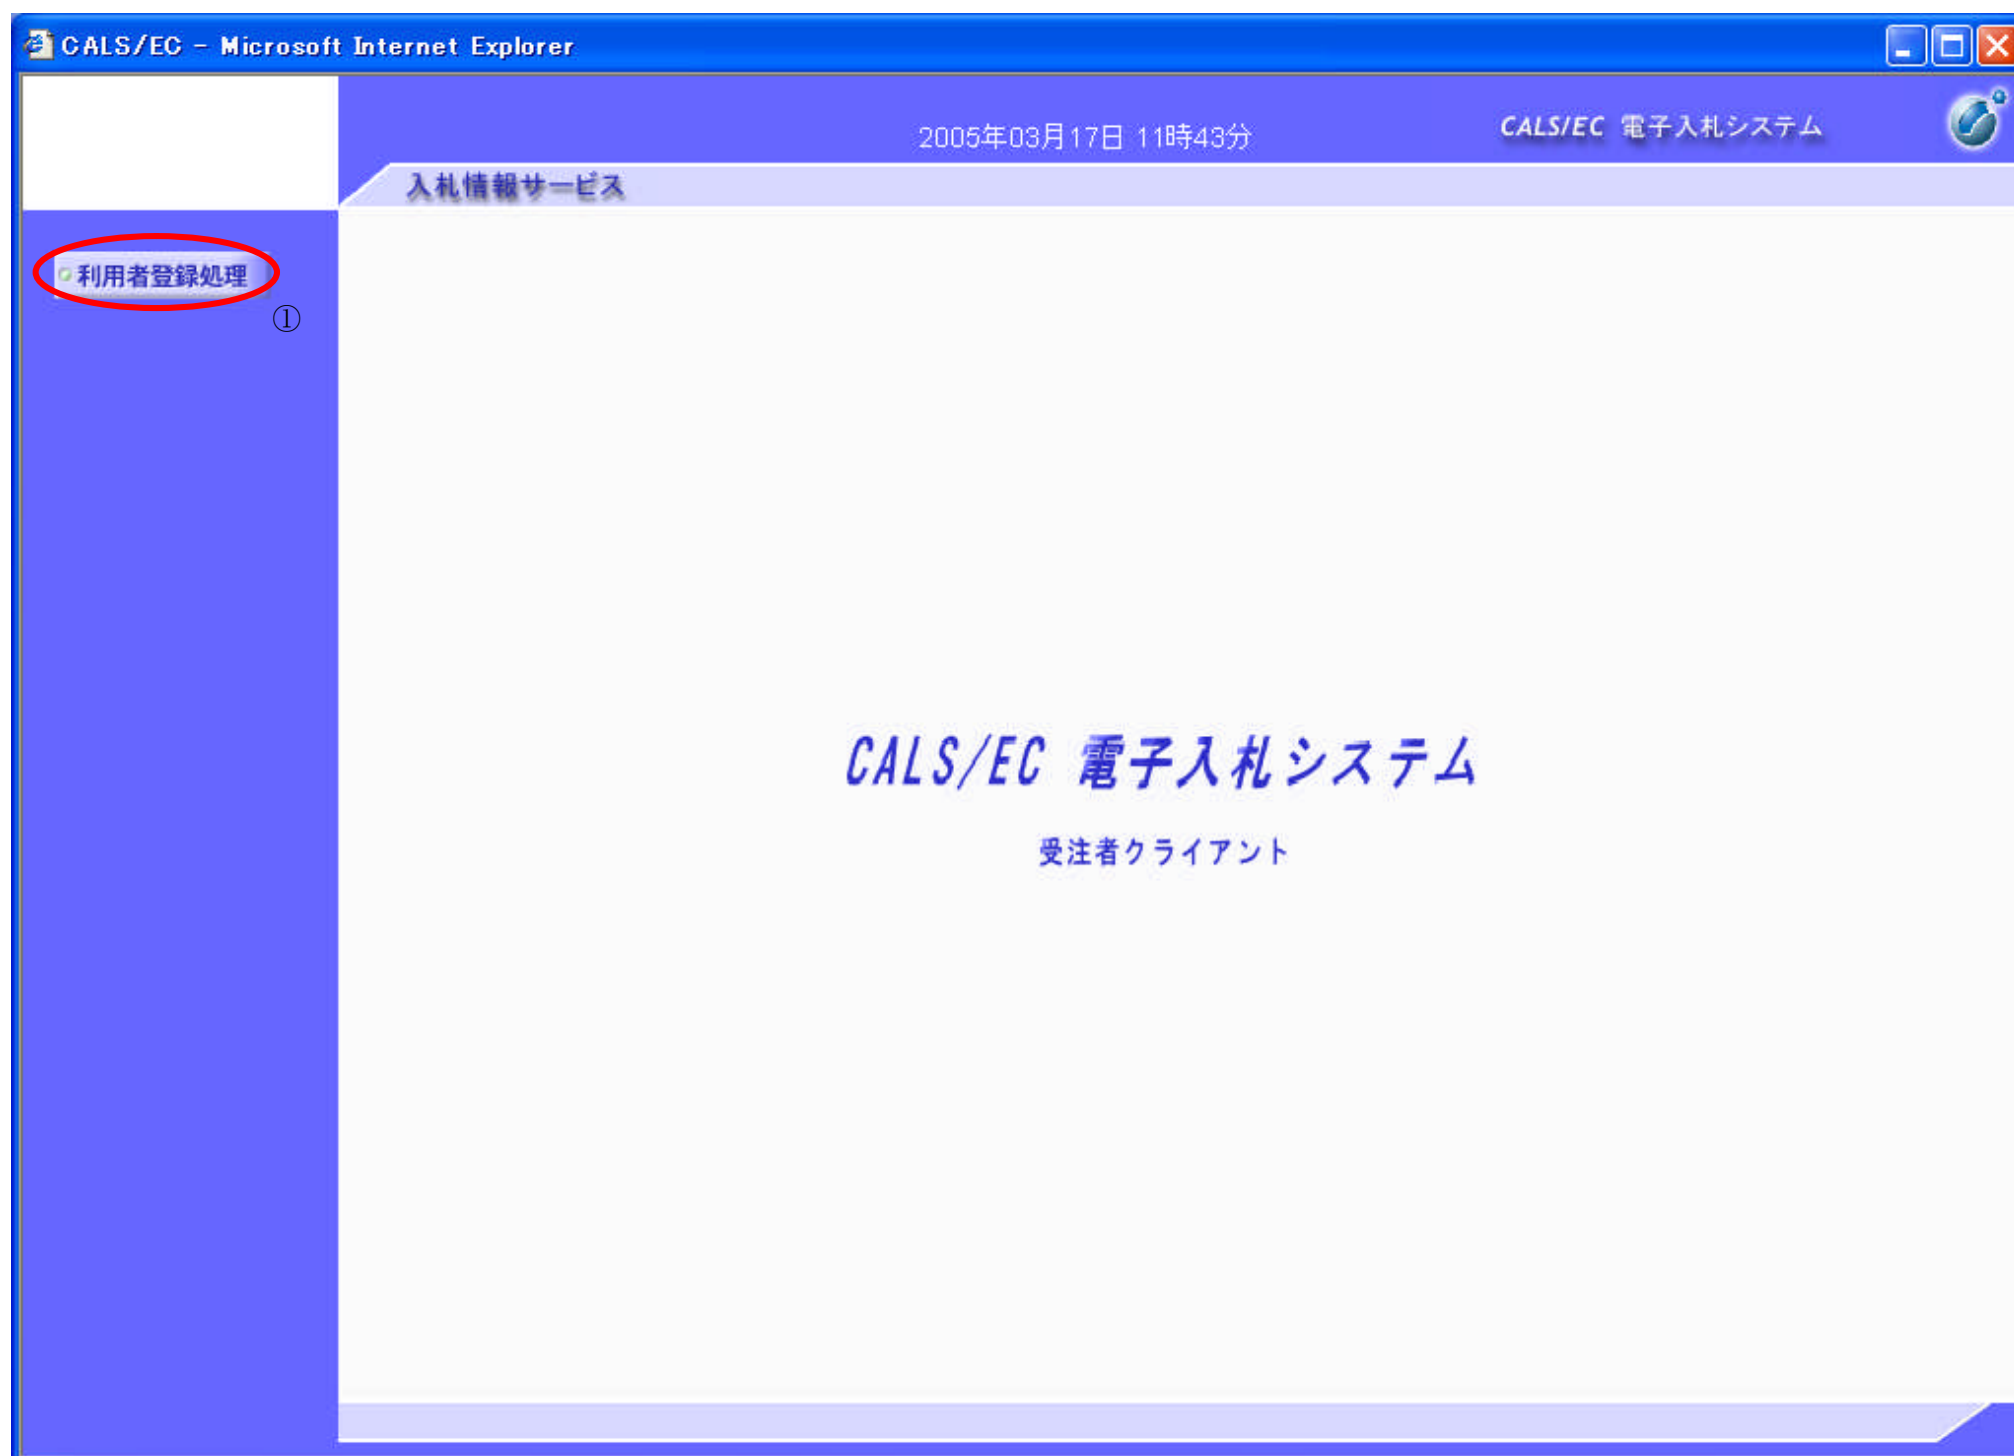 CALS/EC - Microsoft Internet Explorer
2005年03月17日 11時43分
CALS/EC 電子入札システム
入札情報サービス
利用者登録処理
①
CALS/EC 電子入札システム
受注者クライアント